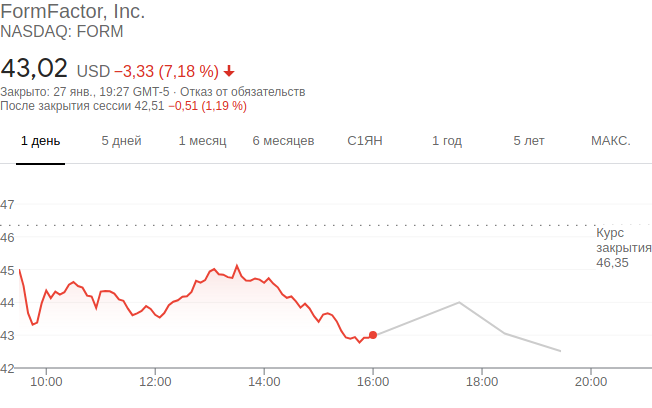 FormFactor, Inc.
NASDAQ: FORM
43,02 USD −3,33 (7,18 %)
Закрыто: 27 янв., 19:27 GMT-5 · Отказ от обязательств
После закрытия сессии 42,51 −0,51 (1,19 %)
1 день 5 дней 1 месяц 6 месяцев С1ЯН 1 год 5 лет МАКС.
47
46
45
44
43
42
Курс
закрытия
46,35
10:00 12:00 14:00 16:00 18:00 20:00